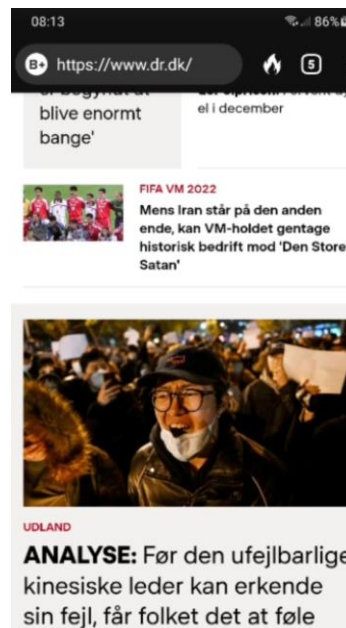 08:13
86%
B+ https://www.dr.dk/ 5
blive enormt
bange'
el i december
FIFA VM 2022
Mens Iran står på den anden
ende, kan VM-holdet gentage
historisk bedrift mod 'Den Store
Satan'
UDLAND
ANALYSE: Før den ufejlbarlige
kinesiske leder kan erkende
sin fejl, får folket det at føle